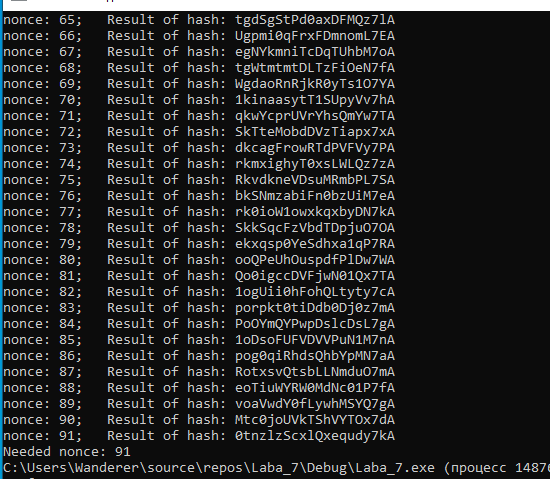 nonce: 65; Result of hash: tgdSgStPd0axDFMQz7lA
nonce: 66; Result of hash: Ugpmi0qFrxFDmnomL7EA
nonce: 67; Result of hash: egNYkmniTcDqTUhbM7oA
nonce: 68; Result of hash: tgWtmtmtDLTzFiOeN7fA
nonce: 69; Result of hash: WgdaoRnRjkR0yTs1O7YA
nonce: 70; Result of hash: 1kinaasytT1SUpyVv7hA
nonce: 71; Result of hash: qkwYcprUVrYhsQmYw7TA
nonce: 72; Result of hash: SkTteMobdDVzTiapx7xA
nonce: 73; Result of hash: dkcagFrowRTdPVFVy7PA
nonce: 74; Result of hash: rkmxighyT0xsLWLQz7zA
nonce: 75; Result of hash: RkvdkneVDsuMRmbPL7SA
nonce: 76; Result of hash: bkSNmzabiFn0bzUiM7eA
nonce: 77; Result of hash: rk0ioW1owxkqxbyDN7kA
nonce: 78; Result of hash: SkkSqcFzVbdTDpjuO7OA
nonce: 79; Result of hash: ekxqsp0YeSdhxa1qP7RA
nonce: 80; Result of hash: ooQPeUhOuspdfPlDw7WA
nonce: 81; Result of hash: Qo0igccDVFjwN01Qx7TA
nonce: 82; Result of hash: 1ogUii0hFohQLtyty7cA
nonce: 83; Result of hash: porpkt0tiDdb0Dj0z7mA
nonce: 84; Result of hash: PoOYmQYPwpDslcDsL7gA
nonce: 85; Result of hash: 1oDsoFUFVDVVPuN1M7nA
nonce: 86; Result of hash: pog0qiRhdsQhbYpMN7aA
nonce: 87; Result of hash: RotxsvQtsbLLNmduO7mA
nonce: 88; Result of hash: eoTiuWYRW0MdNc01P7fA
nonce: 89; Result of hash: voaVwdY0fLywhMSYQ7gA
nonce: 90; Result of hash: Mtc0joUVkTShVYTOx7dA
nonce: 91; Result of hash: 0tnzlzScxlQxequdy7kA
Needed nonce: 91
C:\Users\Wanderer\source\repos\Laba_7\Debug\Laba_7.exe (процесс 1487